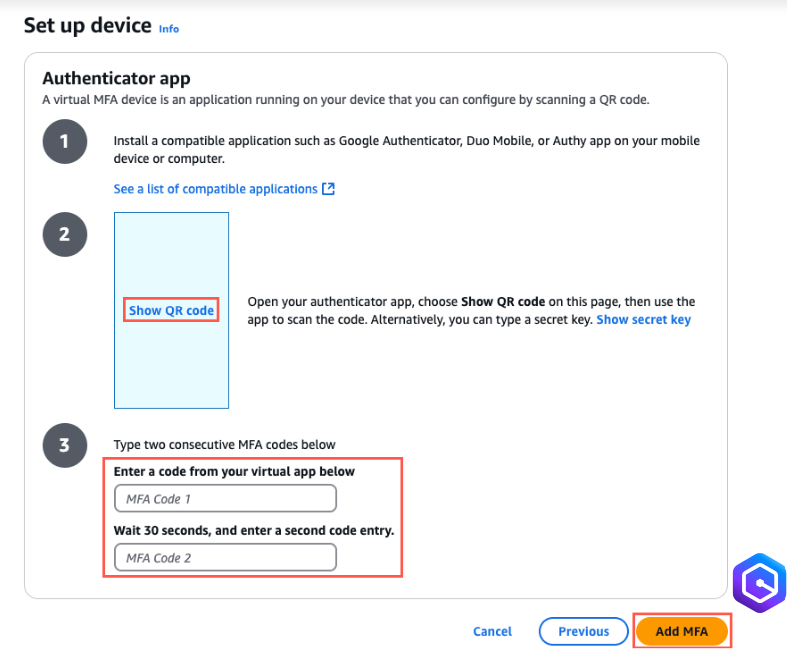 Set up device Info
Authenticator app
A virtual MFA device is an application running on your device that you can configure by scanning a QR code.
1
Install a compatible application such as Google Authenticator, Duo Mobile, or Authy app on your mobile
device or computer.
See a list of compatible applications
2
Show QR code
Open your authenticator app, choose Show QR code on this page, then use the
app to scan the code. Alternatively, you can type a secret key. Show secret key
3
Type two consecutive MFA codes below
Enter a code from your virtual app below
MFA Code 1
Wait 30 seconds, and enter a second code entry.
MFA Code 2
Cancel Previous Add MFA